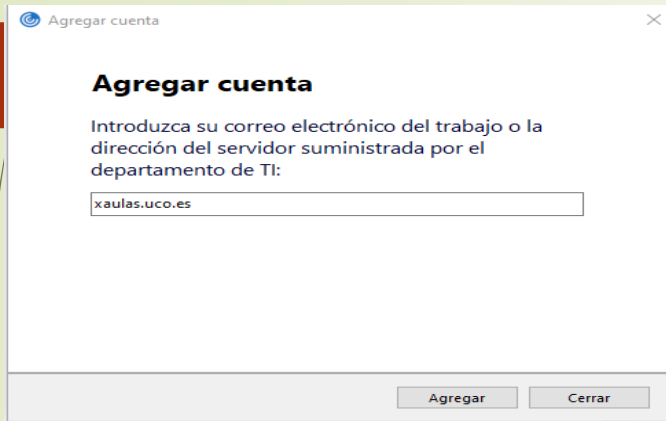 Agregar cuenta
Agregar cuenta
Introduzca su correo electrónico del trabajo o la
dirección del servidor suministrada por el
departamento de TI:
xaulas.uco.es
Agregar
Cerrar